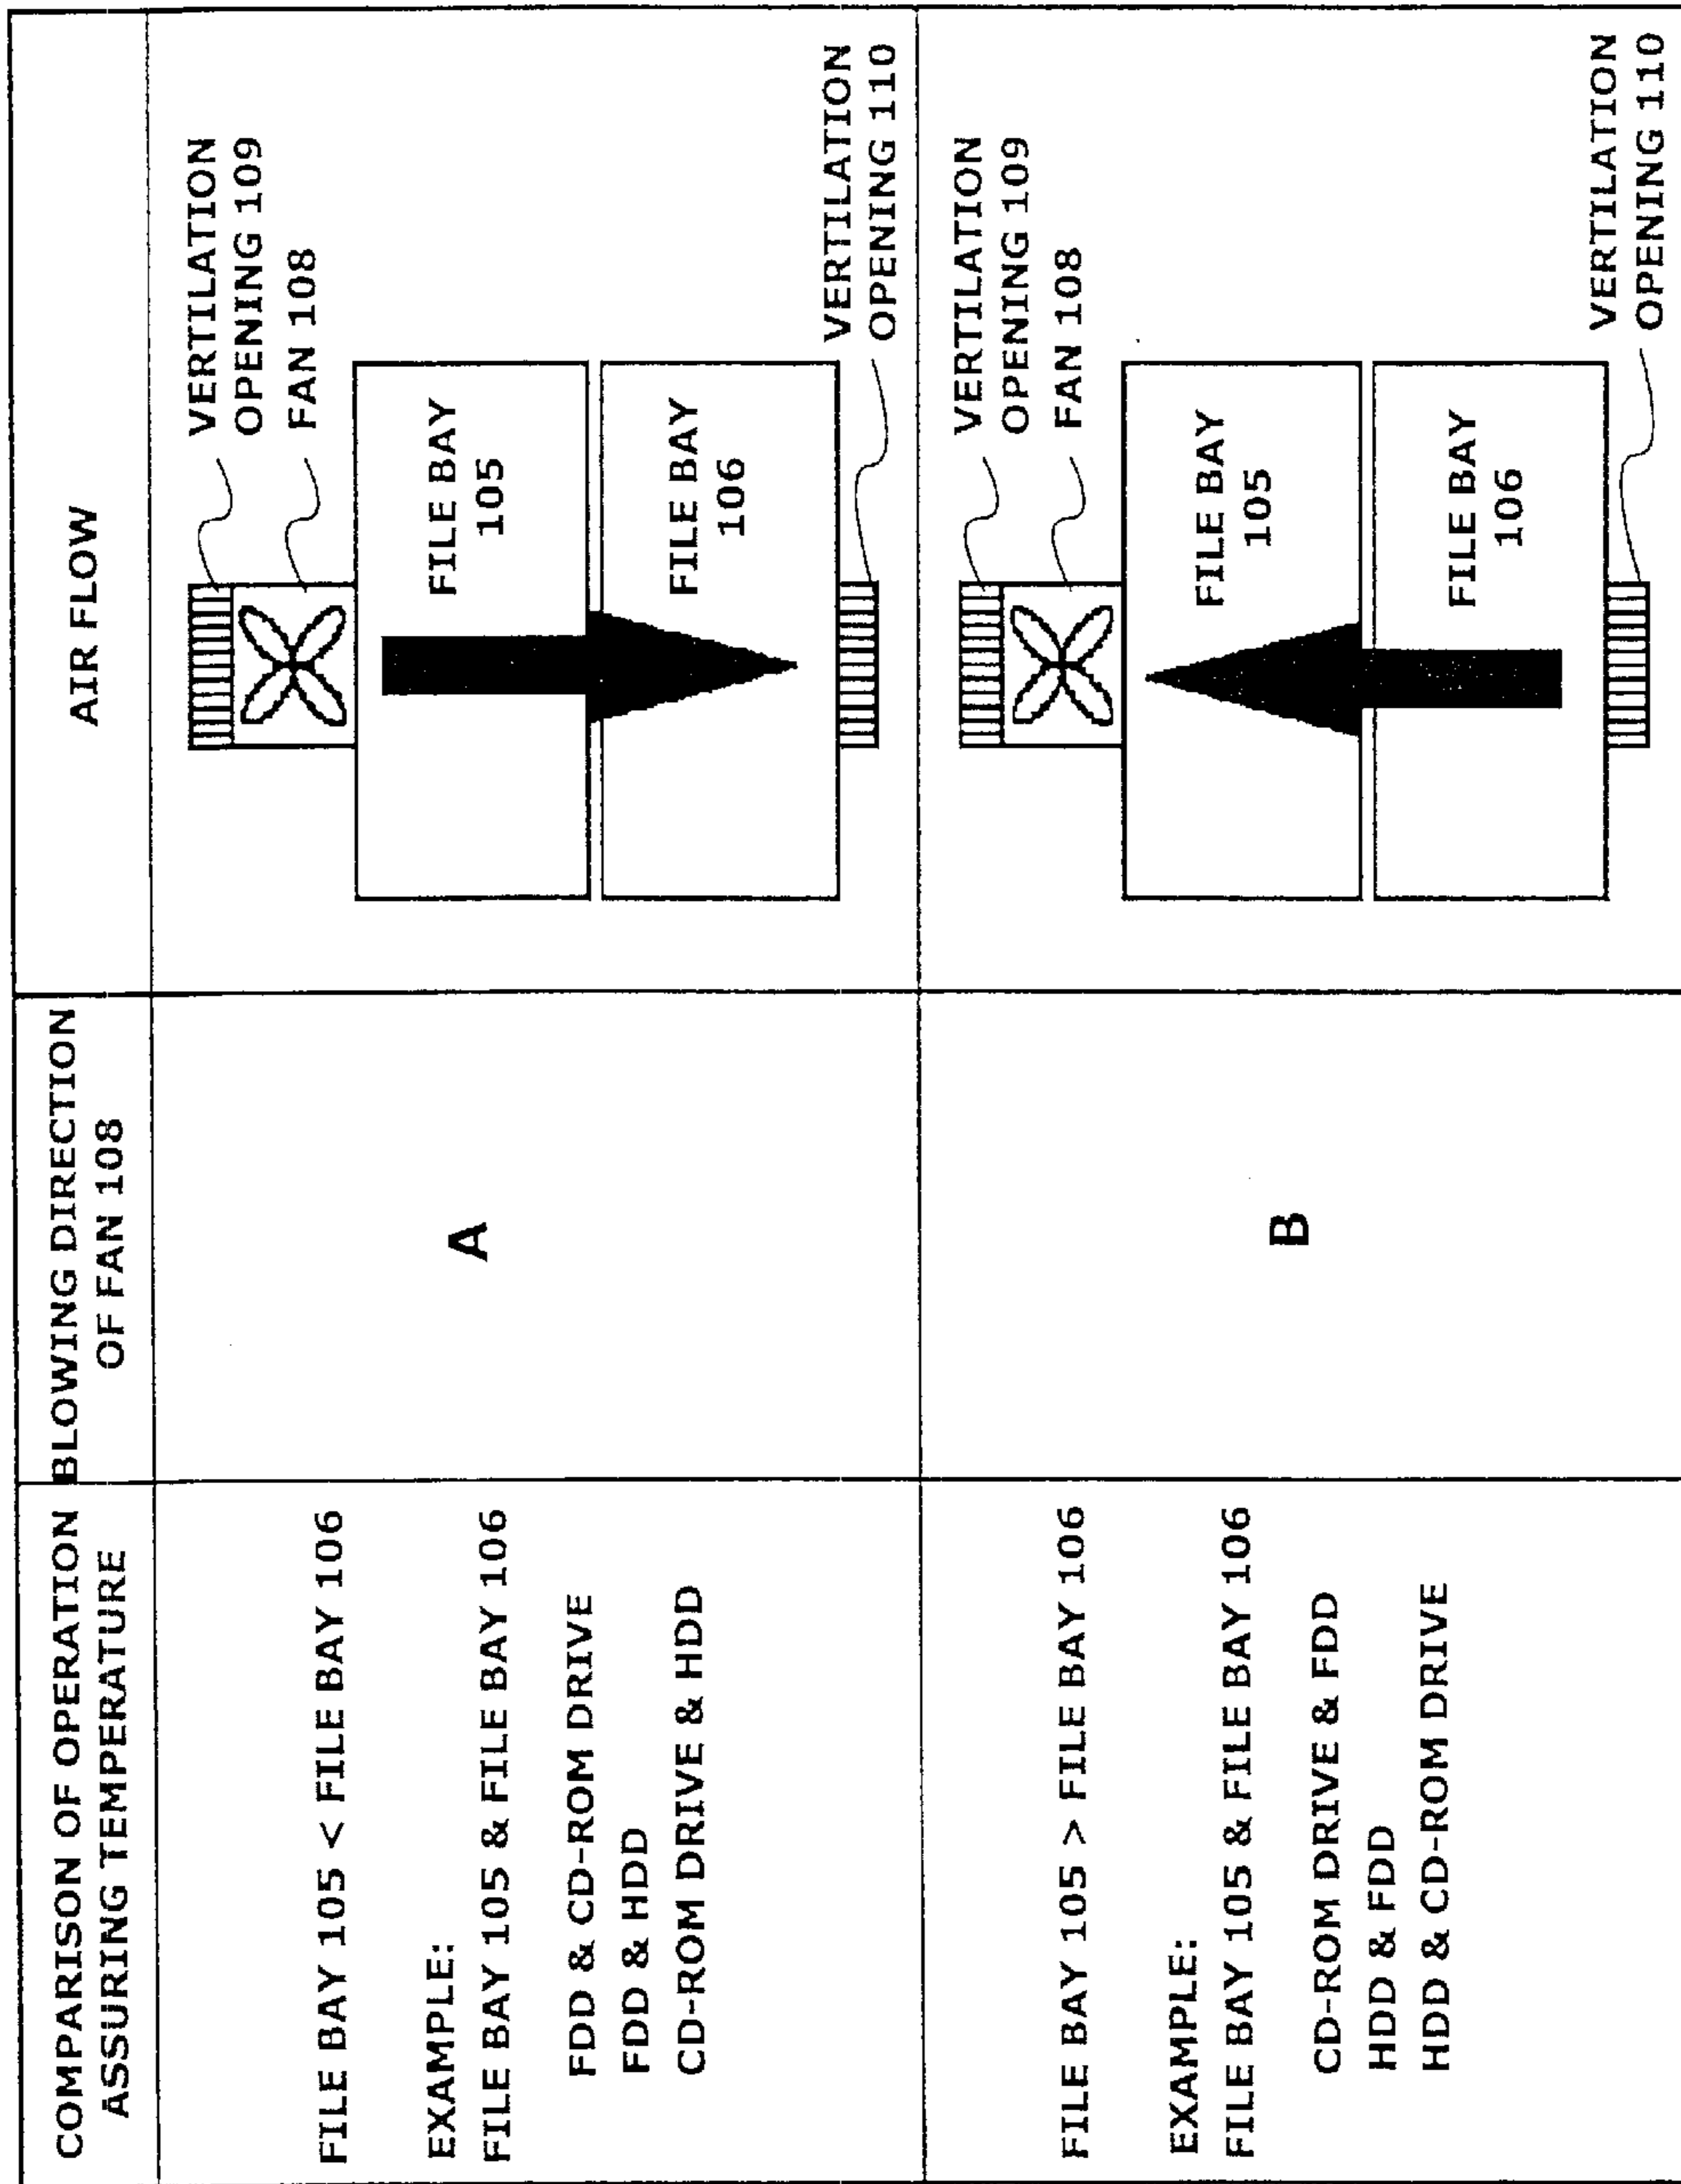 COMPARISON OF OPERATION
ASSURING TEMPERATURE
BLOWING DIRECTION
OF FAN 108
AIR FLOW
FILE BAY 105 < FILE BAY 106
EXAMPLE:
FILE BAY 105 & FILE BAY 106
FDD & CD-ROM DRIVE
FDD & HDD
CD-ROM DRIVE & HDD
A
VERTILATION
OPENING 109
FAN 108
FILE BAY
105
FILE BAY
106
VERTILATION
OPENING 110
FILE BAY 105 > FILE BAY 106
EXAMPLE:
FILE BAY 105 & FILE BAY 106
CD-ROM DRIVE & FDD
HDD & FDD
HDD & CD-ROM DRIVE
B
VERTILATION
OPENING 109
FAN 108
FILE BAY
105
FILE BAY
106
VERTILATION
OPENING 110